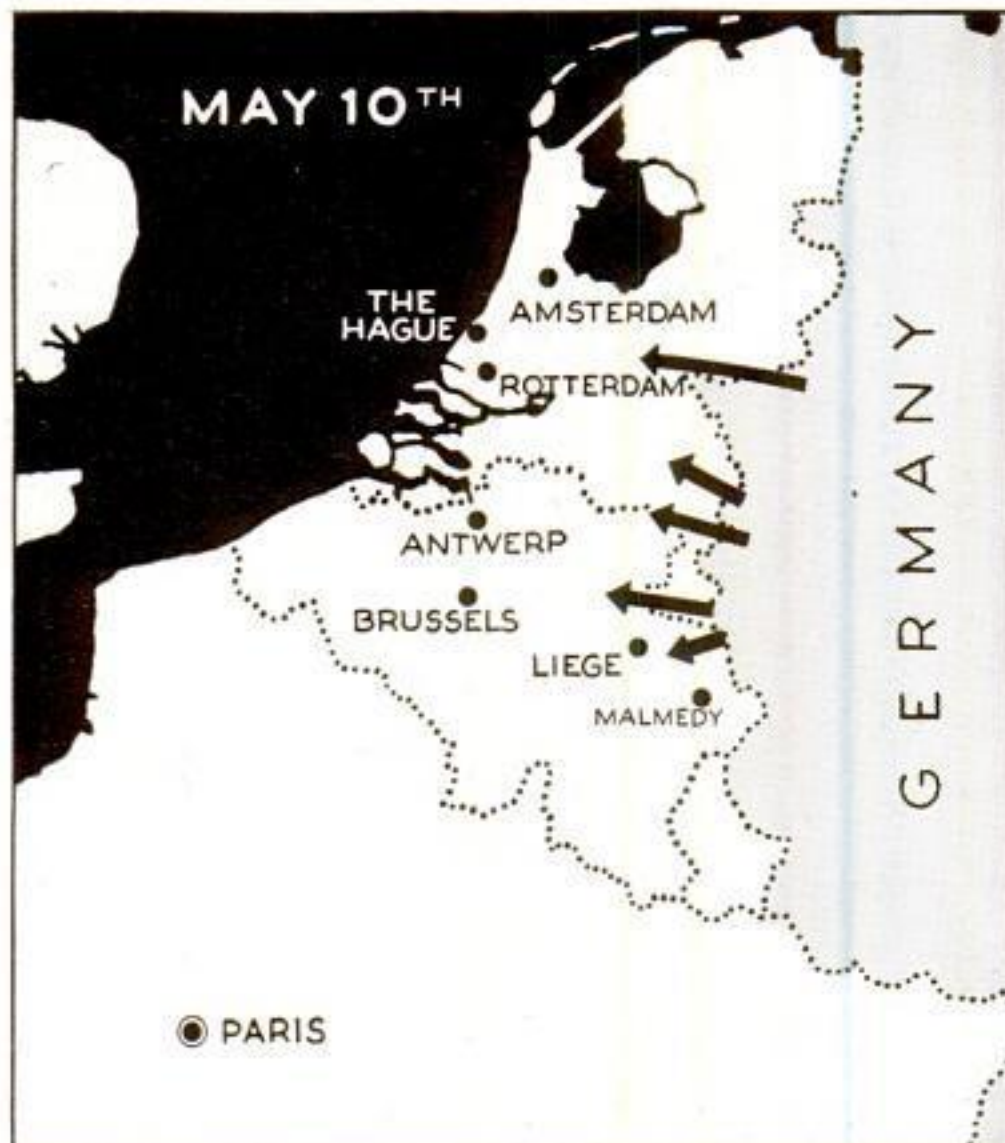 MAY 10TH
THE
HAGUE
AMSTERDAM
ROTTERDAM
ANTWERP
BRUSSELS
LIEGE
MALMEDY
GERMANY
PARIS